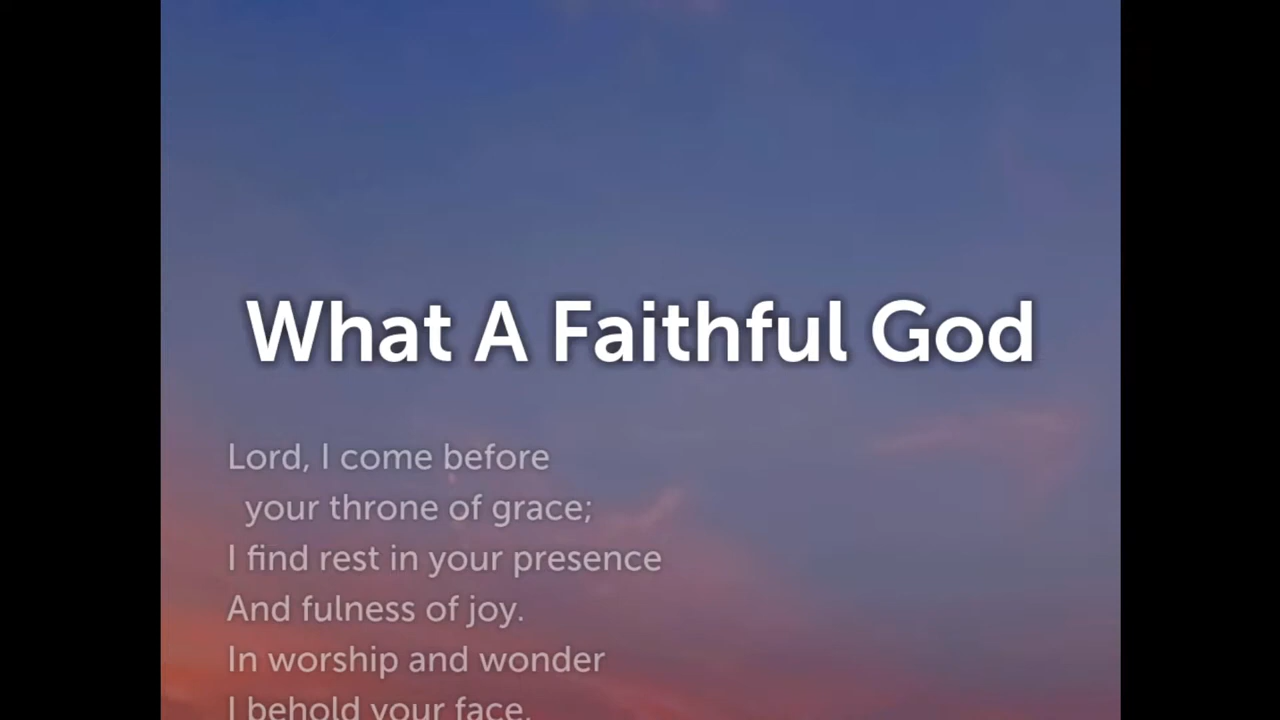 What A Faithful God
Lord, I come before
your throne of grace;
I find rest in your presence
And fulness of joy.
In worship and wonder
I behold your face,